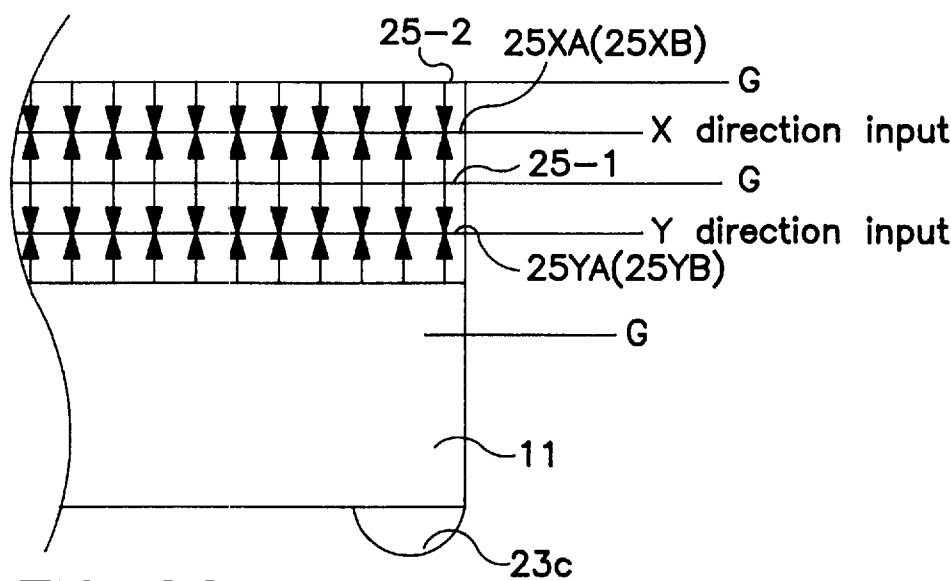 25-2
25XA(25XB)
G
X direction input
25-1
G
Y direction input
25YA(25YB)
G
11
23c